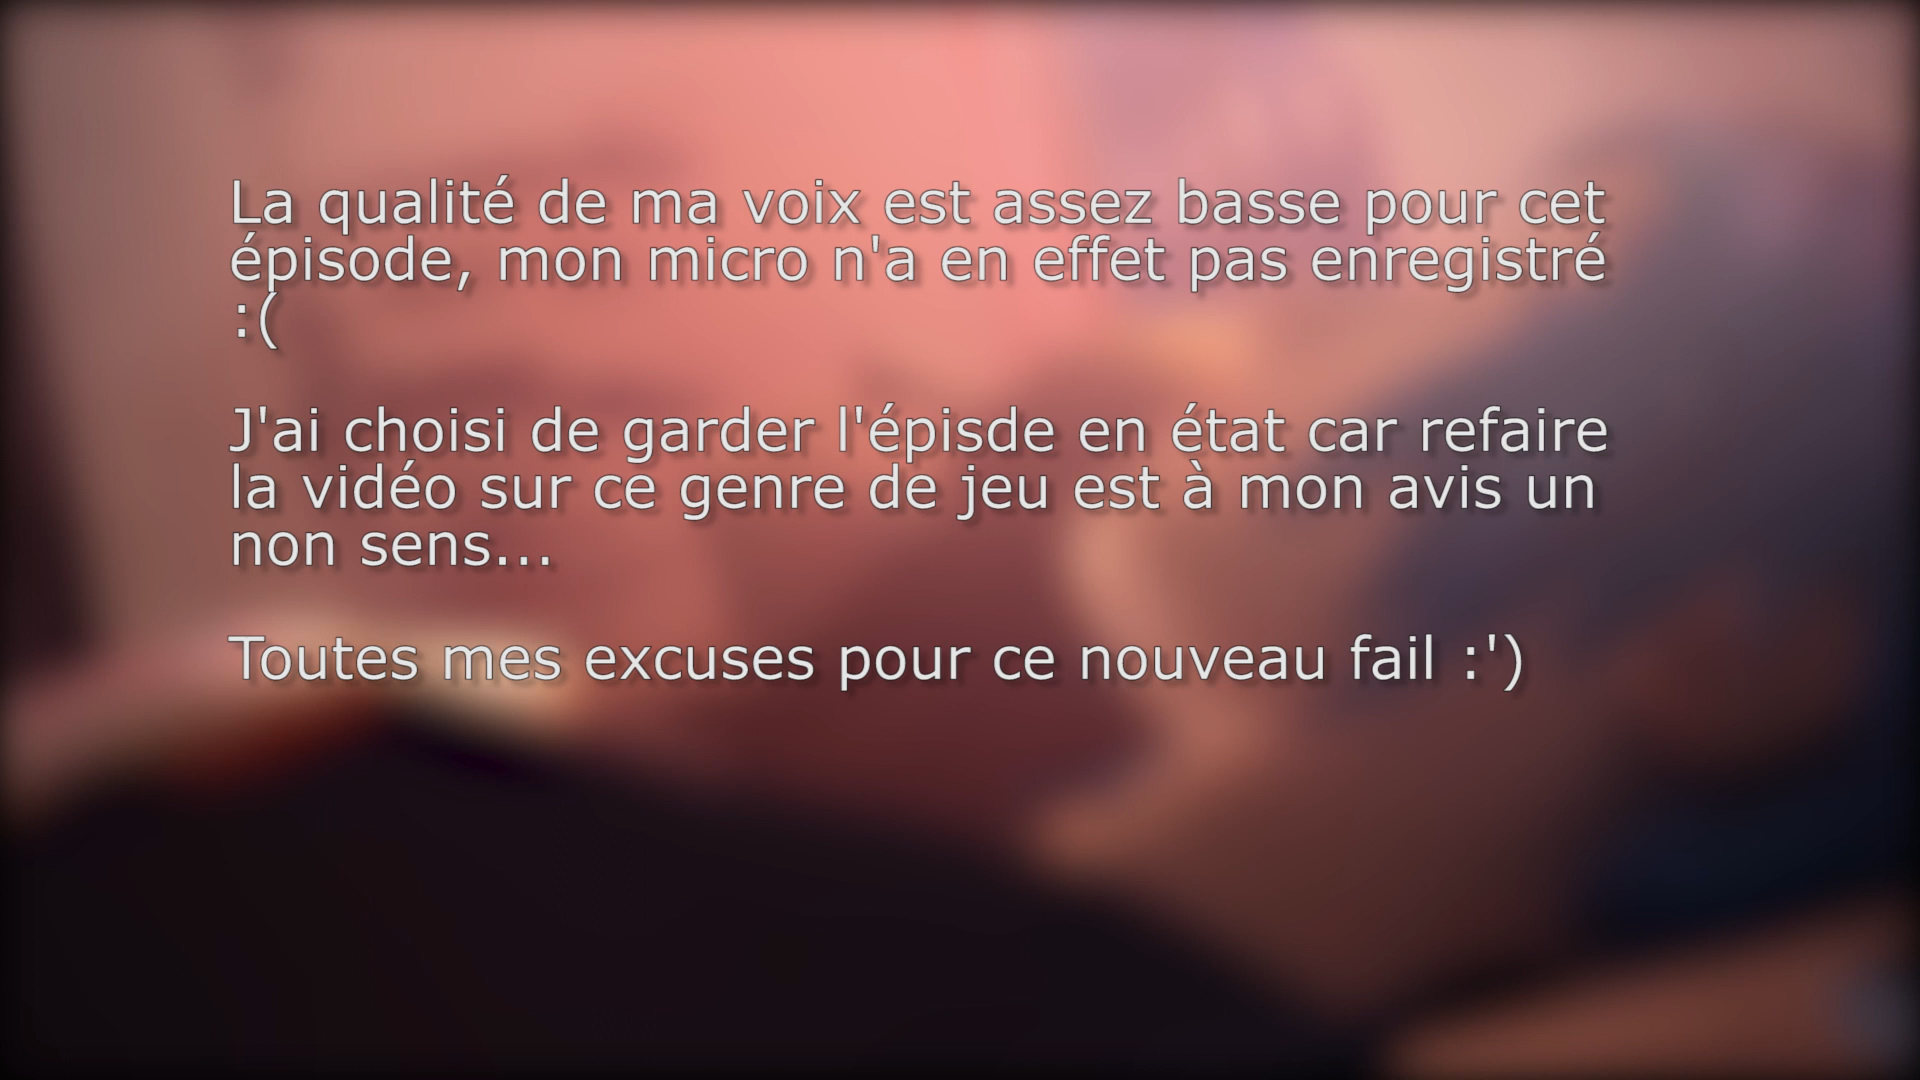 La qualité de ma voix est assez basse pour cet
épisode, mon micro n'a en effet pas enregistré
:(
J'ai choisi de garder l'épisde en état car refaire
la vidéo sur ce genre de jeu est à mon avis un
non sens...
Toutes mes excuses pour ce nouveau fail :')